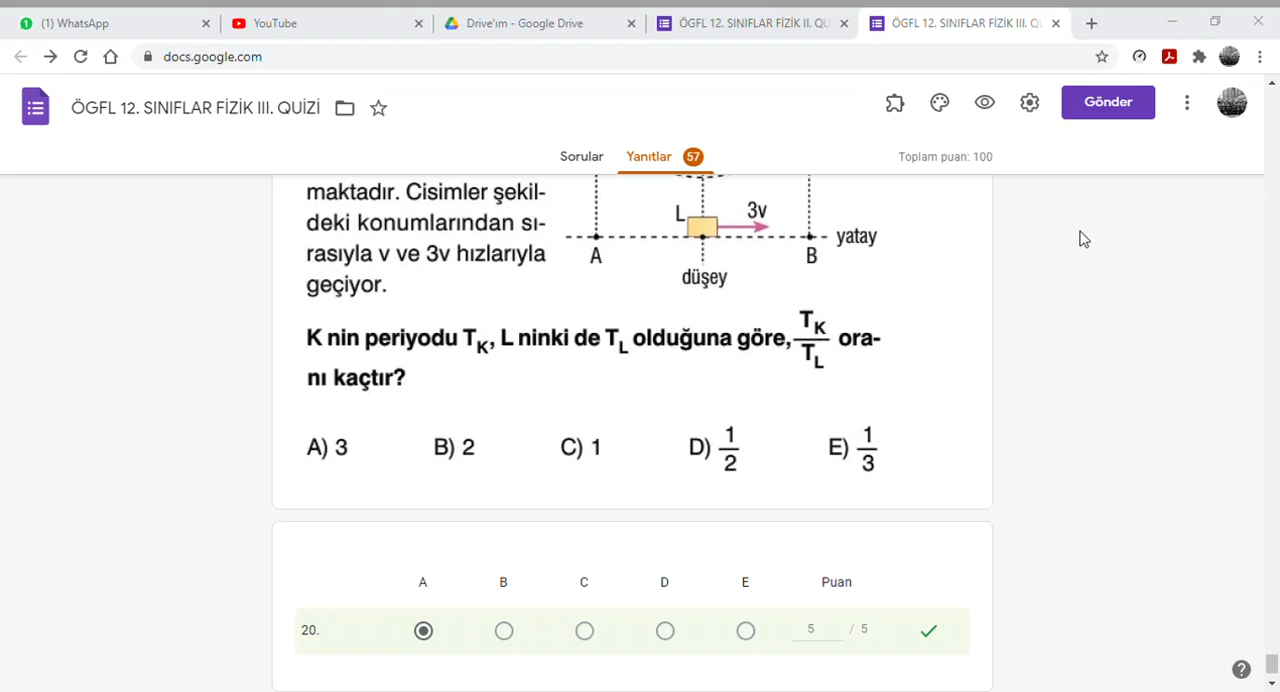 (1) WhatsApp
YouTube
Drive'ım - Google Drive
ÖGFL 12. SINIFLAR FİZİK II. QUİ
ÖGFL 12. SINIFLAR FİZİK III. QU
docs.google.com
ÖGFL 12. SINIFLAR FİZİK III. QUİZİ
Gönder
Sorular
Yanıtlar 57
Toplam puan: 100
maktadır. Cisimler şekil-
deki konumlarından sı-
rasıyla v ve 3v hızlarıyla
geçiyor.
L
3v
yatay
A
B
düşey
K nin periyodu TK, L ninki de TL olduğuna göre, TK/TL ora-
nı kaçtır?
A) 3 B) 2 C) 1 D) 1/2 E) 1/3
A B C D E Puan
20. 5 / 5